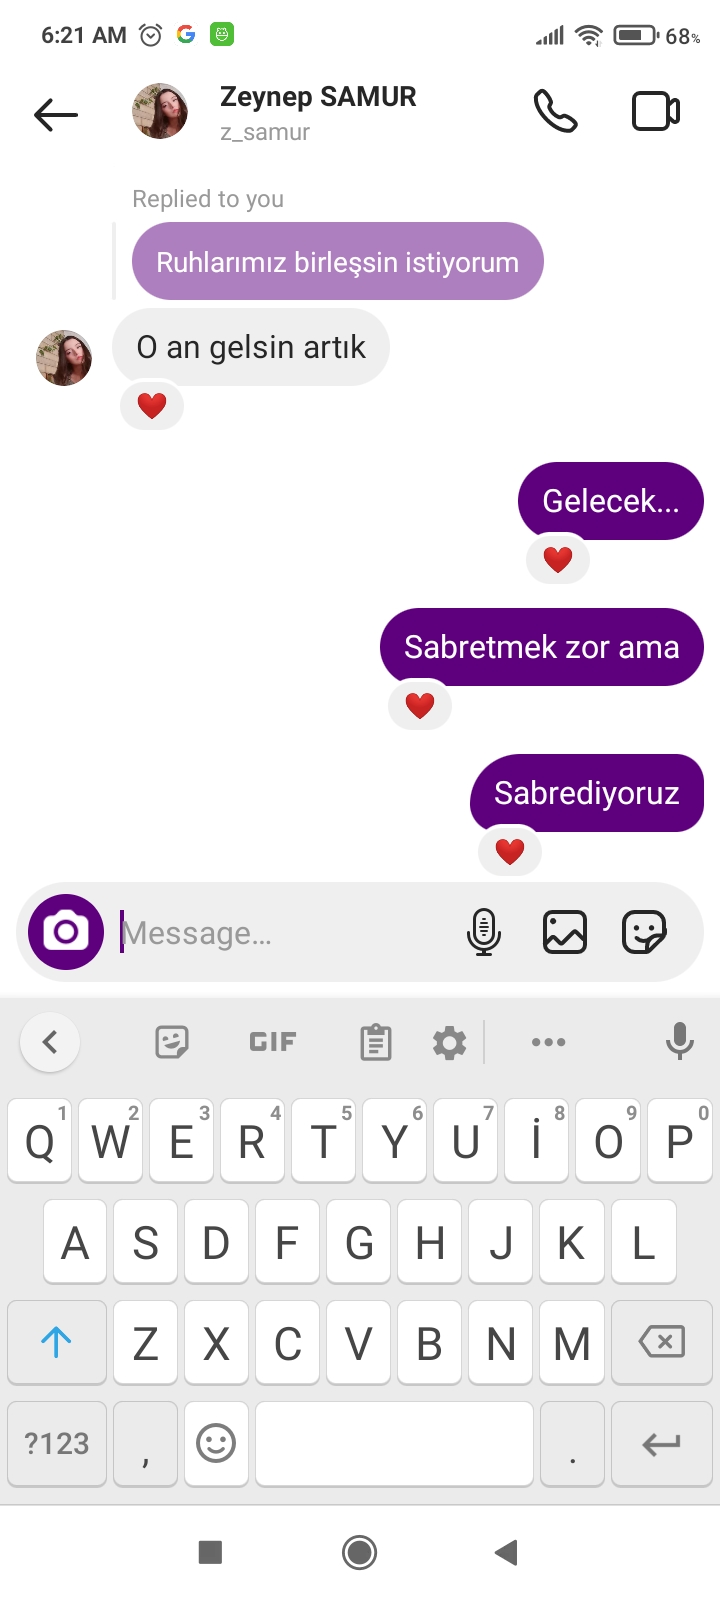 6:21 AM
68%
Zeynep SAMUR
z_samur
Replied to you
Ruhlarımız birleşsin istiyorum
O an gelsin artık
Gelecek...
Sabretmek zor ama
Sabrediyoruz
Message...
GIF
1 2 3 4 5 6 7 8 9 0
Q W E R T Y U İ O P
A S D F G H J K L
Z X C V B N M
?123 , .